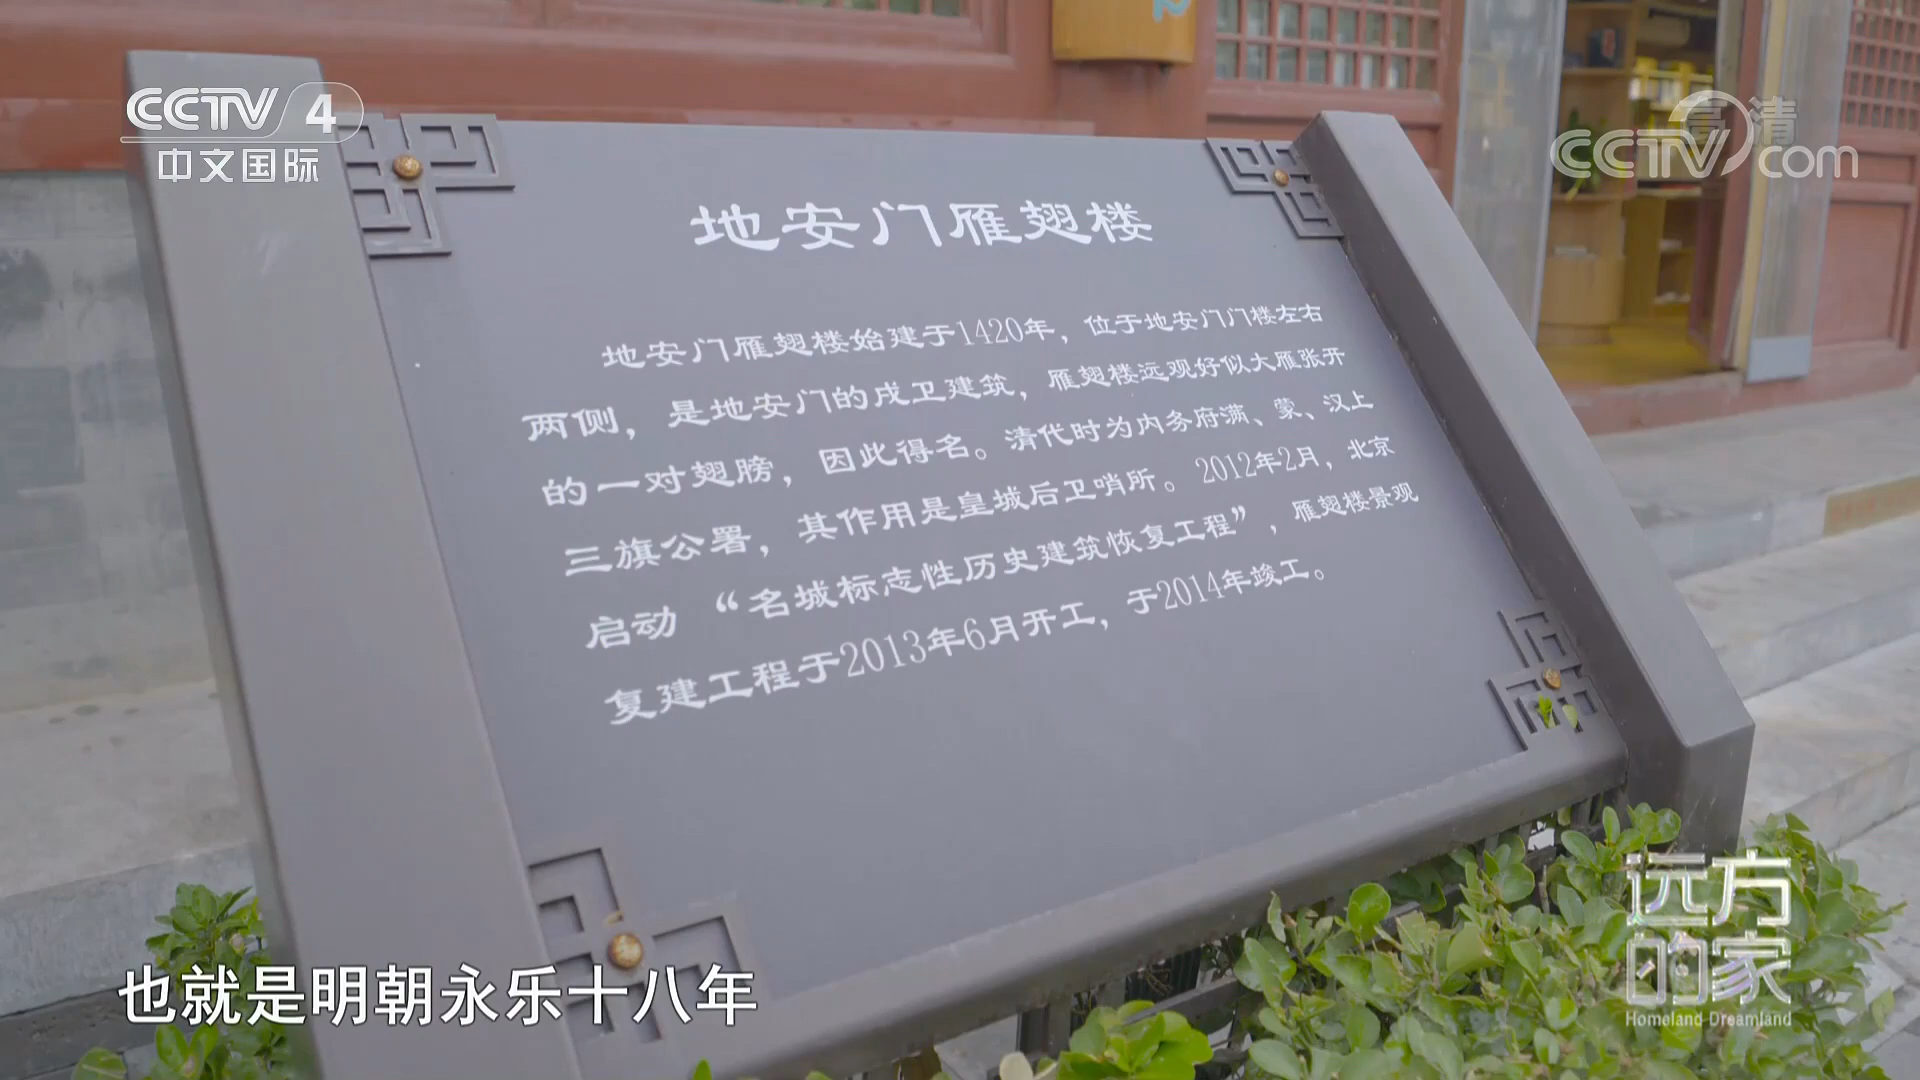 CCTV 4
中文国际
高清
CCTV com
地安门雁翅楼
地安门雁翅楼始建于1420年，位于地安门门楼左右
两侧，是地安门的戍卫建筑，雁翅楼远观好似大雁张开
的一对翅膀，因此得名。清代时为内务府满、蒙、汉上
三旗公署，其作用是皇城后卫哨所。2012年2月，北京
启动“名城标志性历史建筑恢复工程”，雁翅楼景观
复建工程于2013年6月开工，于2014年竣工。
也就是明朝永乐十八年
远方
的家
Homeland Dreamland